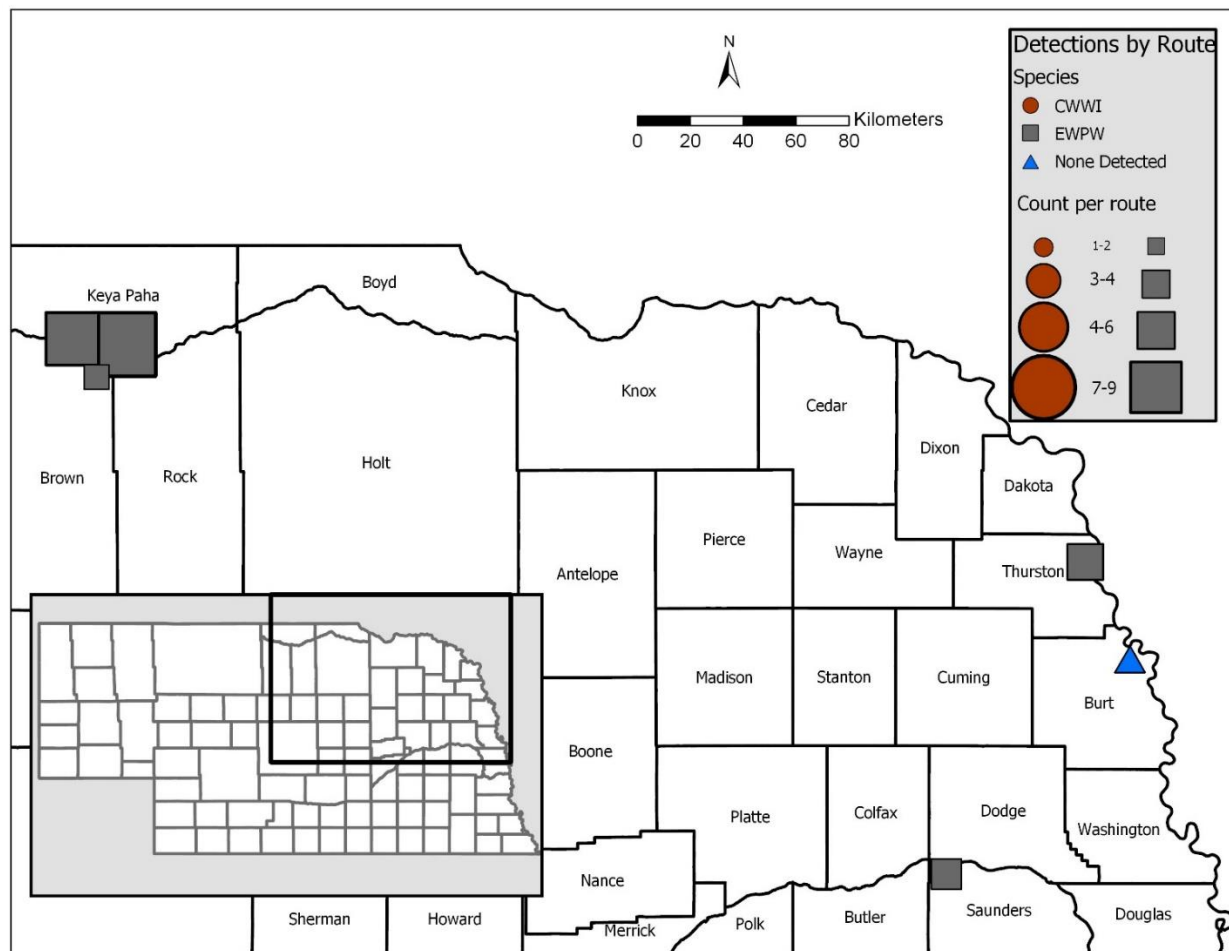 Detections by Route
Species
CWWI
EWPW
None Detected
Count per route
1-2
3-4
4-6
7-9
N
Kilometers
0 20 40 60 80
Keya Paha
Boyd
Knox
Cedar
Dixon
Dakota
Brown
Rock
Holt
Antelope
Pierce
Wayne
Thurston
Madison
Stanton
Cuming
Burt
Boone
Platte
Colfax
Dodge
Washington
Nance
Sherman
Howard
Merrick
Polk
Butler
Saunders
Douglas